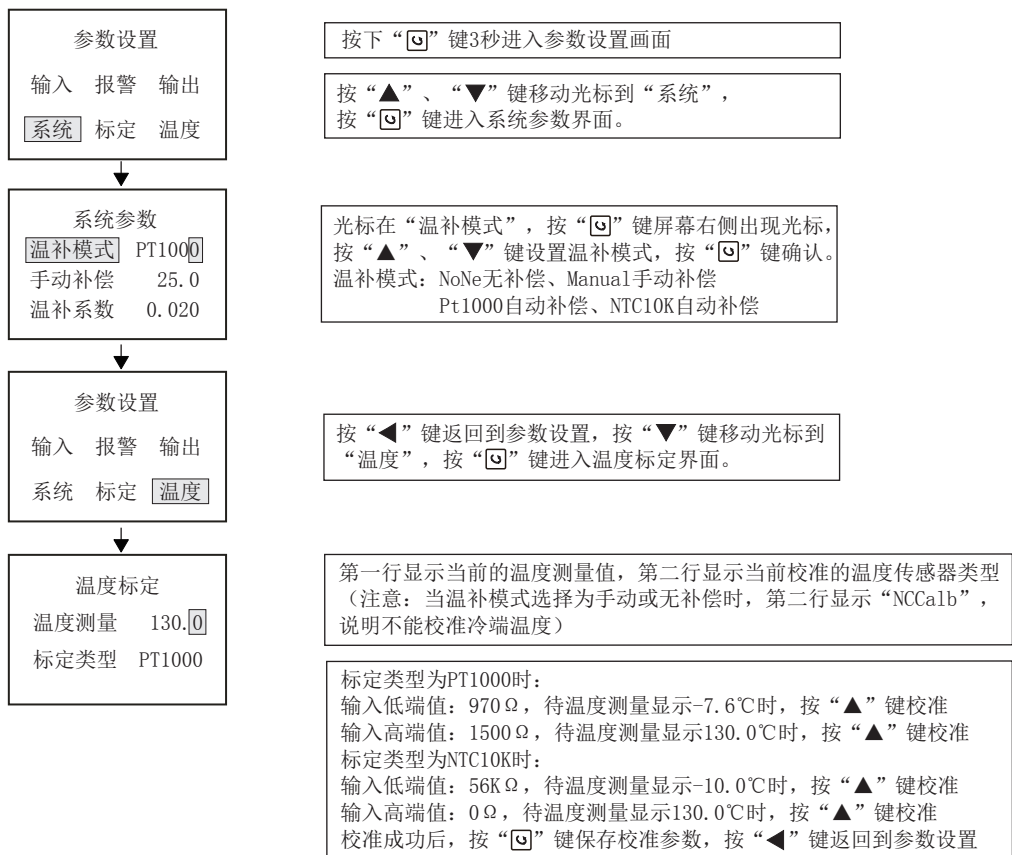 参数设置
输入 报警 输出
系统 标定 温度
按下“”键3秒进入参数设置画面
按“▲”、“▼”键移动光标到“系统”，
按“”键进入系统参数界面。
系统参数
温补模式 PT1000
手动补偿 25.0
温补系数 0.020
光标在“温补模式”，按“”键屏幕右侧出现光标，
按“▲”、“▼”键设置温补模式，按“”键确认。
温补模式：NoNe无补偿、Manual手动补偿
Pt1000自动补偿、NTC10K自动补偿
参数设置
输入 报警 输出
系统 标定 温度
按“◀”键返回到参数设置，按“▼”键移动光标到
“温度”，按“”键进入温度标定界面。
温度标定
温度测量 130.0
标定类型 PT1000
第一行显示当前的温度测量值，第二行显示当前校准的温度传感器类型
（注意：当温补模式选择为手动或无补偿时，第二行显示“NCCalb”，
说明不能校准冷端温度）
标定类型为PT1000时：
输入低端值：970Ω，待温度测量显示-7.6℃时，按“▲”键校准
输入高端值：1500Ω，待温度测量显示130.0℃时，按“▲”键校准
标定类型为NTC10K时：
输入低端值：56KΩ，待温度测量显示-10.0℃时，按“▲”键校准
输入高端值：0Ω，待温度测量显示130.0℃时，按“▲”键校准
校准成功后，按“”键保存校准参数，按“◀”键返回到参数设置